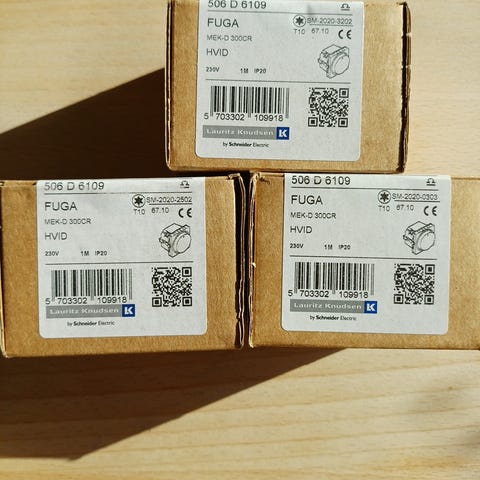 506 D 6109
FUGA
SM-2020-3202
T10 67.10 CE
MEK-D 300CR
HVID
230V 1M IP20
5 703302 109918
Lauritz Knudsen LK
by Schneider Electric
506 D 6109
FUGA
SM-2020-2502
T10 67.10 CE
MEK-D 300CR
HVID
230V 1M IP20
5 703302 109918
Lauritz Knudsen LK
by Schneider Electric
506 D 6109
FUGA
SM-2020-0303
T10 67.10 CE
MEK-D 300CR
HVID
230V 1M IP20
5 703302 109918
Lauritz Knudsen LK
by Schneider Electric